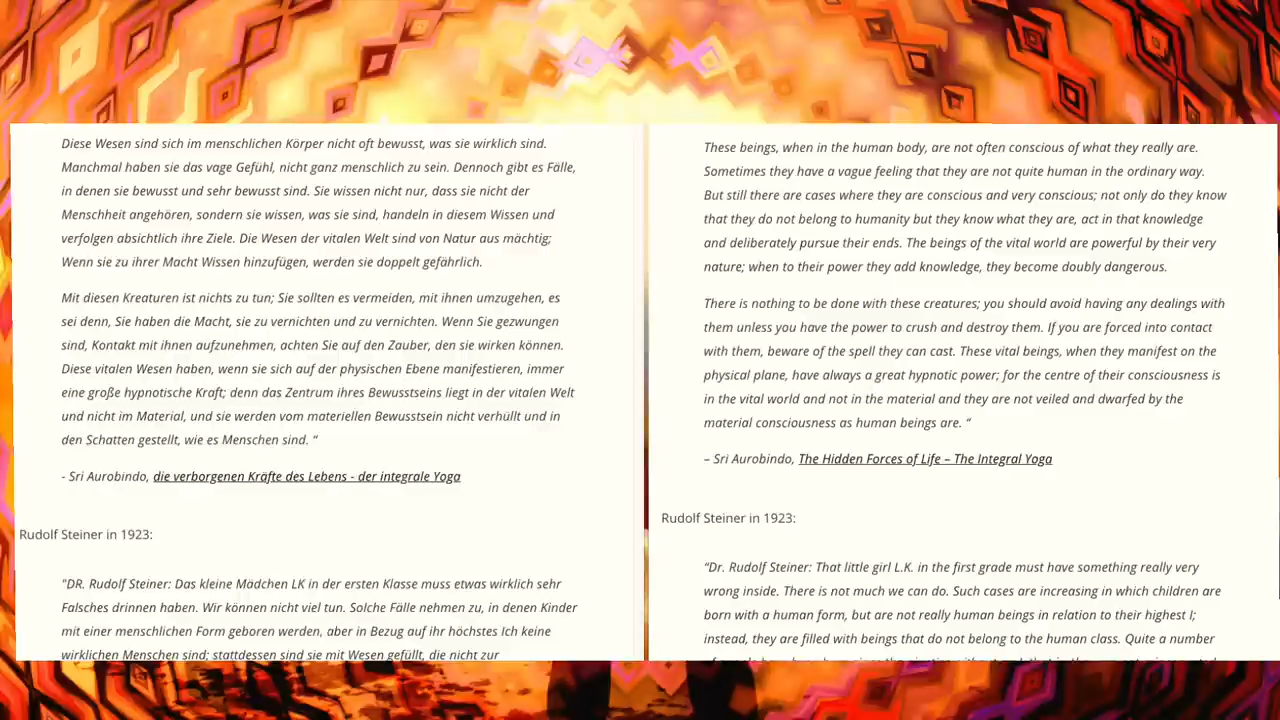 Diese Wesen sind sich im menschlichen Körper nicht oft bewusst, was sie wirklich sind.
Manchmal haben sie das vage Gefühl, nicht ganz menschlich zu sein. Dennoch gibt es Fälle,
in denen sie bewusst und sehr bewusst sind. Sie wissen nicht nur, dass sie nicht der
Menschheit angehören, sondern sie wissen, was sie sind, handeln in diesem Wissen und
verfolgen absichtlich ihre Ziele. Die Wesen der vitalen Welt sind von Natur aus mächtig;
Wenn sie zu ihrer Macht Wissen hinzufügen, werden sie doppelt gefährlich.
Mit diesen Kreaturen ist nichts zu tun; Sie sollten es vermeiden, mit ihnen umzugehen, es
sei denn, Sie haben die Macht, sie zu vernichten und zu vernichten. Wenn Sie gezwungen
sind, Kontakt mit ihnen aufzunehmen, achten Sie auf den Zauber, den sie wirken können.
Diese vitalen Wesen haben, wenn sie sich auf der physischen Ebene manifestieren, immer
eine große hypnotische Kraft; denn das Zentrum ihres Bewusstseins liegt in der vitalen Welt
und nicht im Material, und sie werden vom materiellen Bewusstsein nicht verhüllt und in
den Schatten gestellt, wie es Menschen sind. “
- Sri Aurobindo, die verborgenen Kräfte des Lebens - der integrale Yoga
Rudolf Steiner in 1923:
"DR. Rudolf Steiner: Das kleine Mädchen LK in der ersten Klasse muss etwas wirklich sehr
Falsches drinnen haben. Wir können nicht viel tun. Solche Fälle nehmen zu, in denen Kinder
mit einer menschlichen Form geboren werden, aber in Bezug auf ihr höchstes Ich keine
wirklichen Menschen sind; stattdessen sind sie mit Wesen gefüllt, die nicht zur
These beings, when in the human body, are not often conscious of what they really are.
Sometimes they have a vague feeling that they are not quite human in the ordinary way.
But still there are cases where they are conscious and very conscious; not only do they know
that they do not belong to humanity but they know what they are, act in that knowledge
and deliberately pursue their ends. The beings of the vital world are powerful by their very
nature; when to their power they add knowledge, they become doubly dangerous.
There is nothing to be done with these creatures; you should avoid having any dealings with
them unless you have the power to crush and destroy them. If you are forced into contact
with them, beware of the spell they can cast. These vital beings, when they manifest on the
physical plane, have always a great hypnotic power; for the centre of their consciousness is
in the vital world and not in the material and they are not veiled and dwarfed by the
material consciousness as human beings are. “
– Sri Aurobindo, The Hidden Forces of Life – The Integral Yoga
Rudolf Steiner in 1923:
“Dr. Rudolf Steiner: That little girl L.K. in the first grade must have something really very
wrong inside. There is not much we can do. Such cases are increasing in which children are
born with a human form, but are not really human beings in relation to their highest I;
instead, they are filled with beings that do not belong to the human class. Quite a number